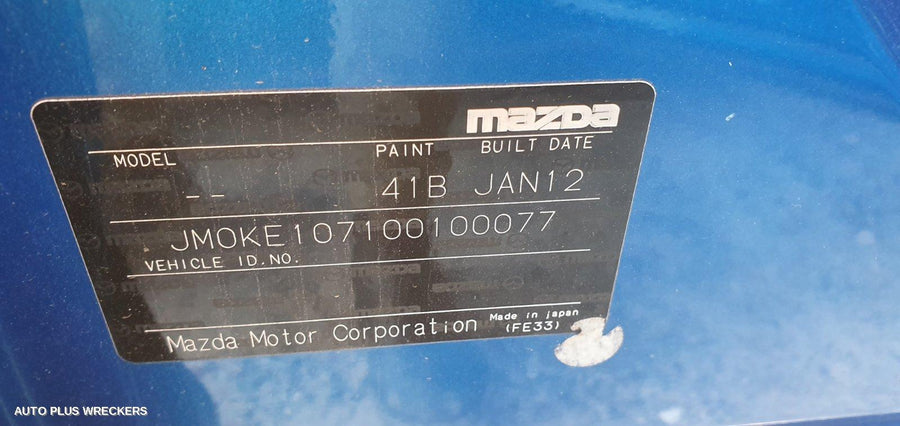 mazda
MODEL PAINT BUILT DATE
-- 41B JAN12
JM0KE107100100077
VEHICLE ID.NO.
Mazda Motor Corporation Made in japan
(FE33)
AUTO PLUS WRECKERS